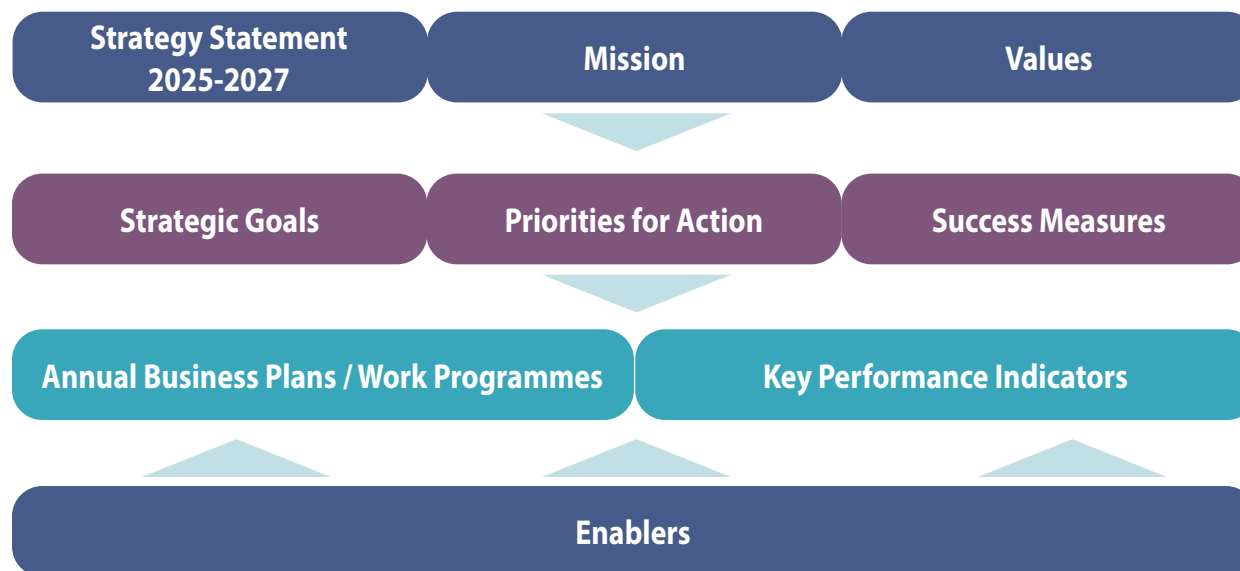 Strategy Statement
2025-2027
Mission
Values
Strategic Goals
Priorities for Action
Success Measures
Annual Business Plans / Work Programmes
Key Performance Indicators
Enablers